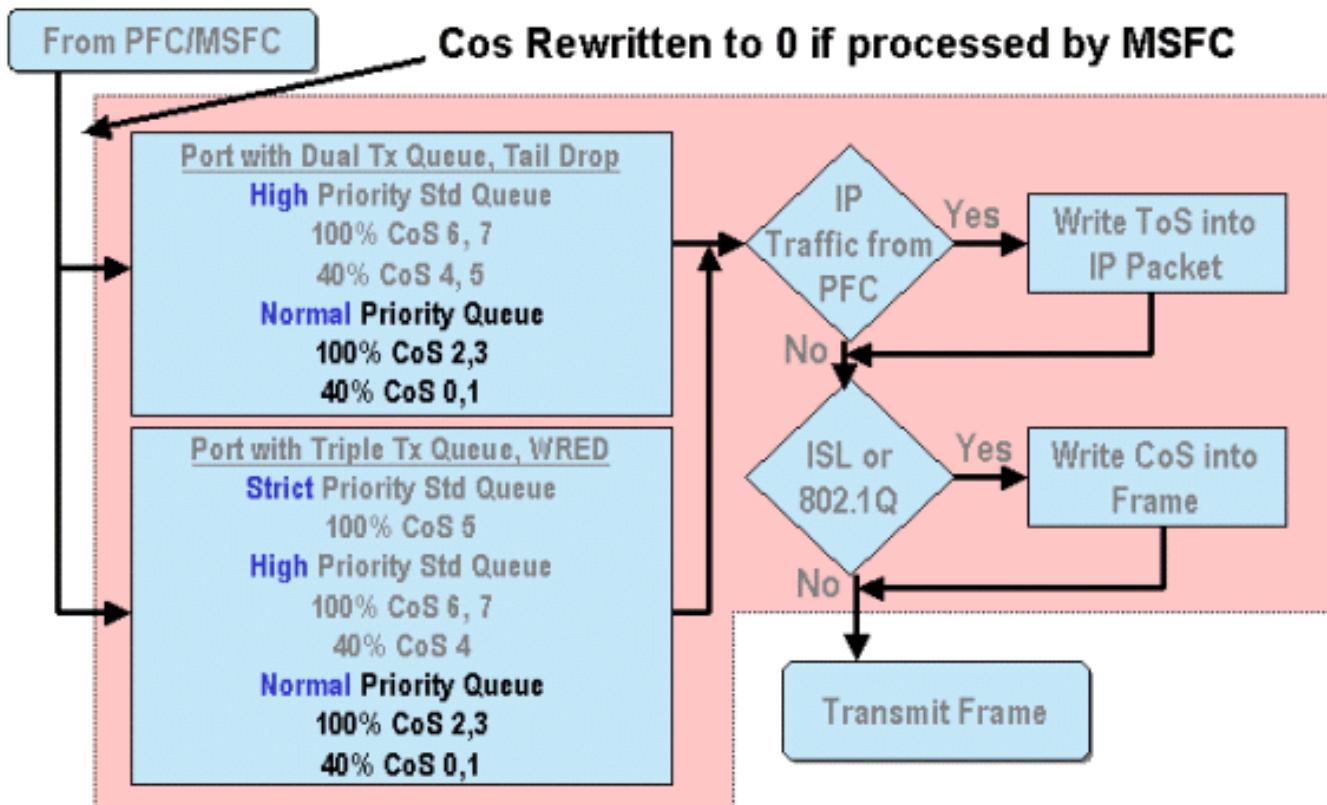 From PFC/MSFC
Cos Rewritten to 0 if processed by MSFC
Port with Dual Tx Queue, Tail Drop
High Priority Std Queue
100% CoS 6, 7
40% CoS 4, 5
Normal Priority Queue
100% CoS 2,3
40% CoS 0,1
Port with Triple Tx Queue, WRED
Strict Priority Std Queue
100% CoS 5
High Priority Std Queue
100% CoS 6, 7
40% CoS 4
Normal Priority Queue
100% CoS 2,3
40% CoS 0,1
IP
Traffic from
PFC
Yes
Write ToS into
IP Packet
No
ISL or
802.1Q
Yes
Write CoS into
Frame
No
Transmit Frame